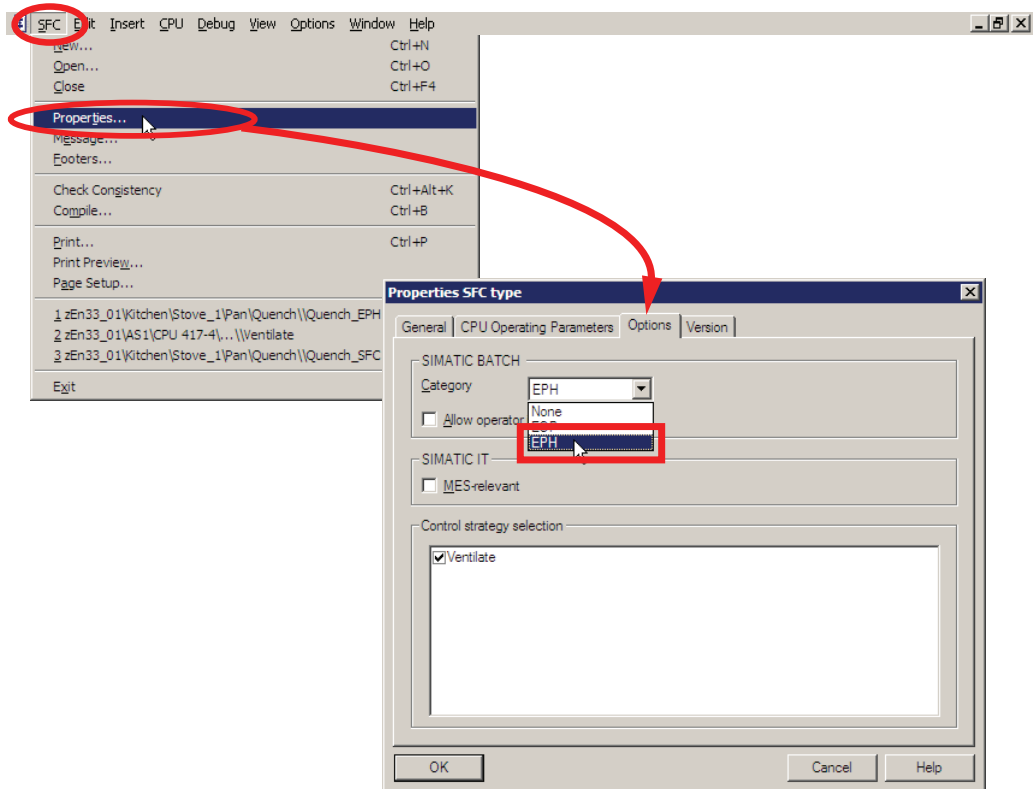 SFC Edit Insert CPU Debug View Options Window Help
New... Ctrl+N
Open... Ctrl+O
Close Ctrl+F4
Properties...
Message...
Footers...
Check Consistency Ctrl+Alt+K
Compile... Ctrl+B
Print... Ctrl+P
Print Preview...
Page Setup...
1 zEn33_01\Kitchen\Stove_1\Pan\Quench\\Quench_EPH
2 zEn33_01\AS1\CPU 417-4\...\\Ventilate
3 zEn33_01\Kitchen\Stove_1\Pan\Quench\\Quench_SFC
Exit
Properties SFC type
General CPU Operating Parameters Options Version
SIMATIC BATCH
Category EPH
None
Allow operator
EPH
SIMATIC IT
MES-relevant
Control strategy selection
Ventilate
OK Cancel Help